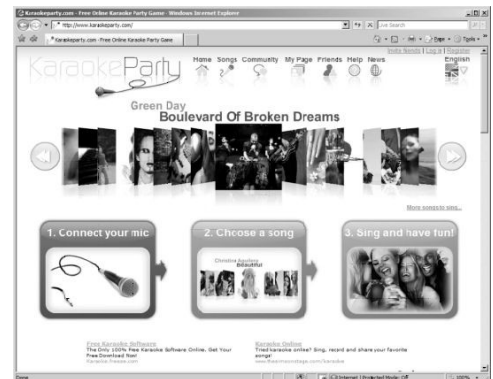 Karaokeparty.com - Free Online Karaoke Party Game - Windows Internet Explorer
http://www.karaokeparty.com/
Live Search
Karaokeparty.com - Free Online Karaoke Party Game
Page
Tools
Invite friends | Log in | Register
KaraokeParty
Home Songs Community My Page Friends Help News
English
Green Day
Boulevard Of Broken Dreams
More songs to sing...
1. Connect your mic
2. Choose a song
3. Sing and have fun!
Christina Aguilera
Beautiful
Free Karaoke Software
The Only 100% Free Karaoke Software Online, Get Your
Free Download Now!
Karaoke Online
Tried karaoke online? Sing, record and share your favorite
songs!
Done
Internet | Protected Mode: Off
100%